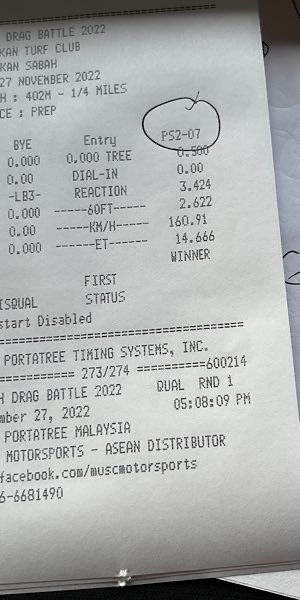 DRAG BATTLE 2022
KAN TURF CLUB
KAN SABAH
27 NOVEMBER 2022
H : 402M - 1/4 MILES
CE : PREP
BYE Entry PS2-07
0.000 0.000 TREE 0.500
0.00 DIAL-IN 0.00
-LB3- REACTION 3.424
0.000 -----60FT----- 2.622
0.00 -----KM/H----- 160.91
0.000 ------ET------ 14.666
WINNER
FIRST
ISQUAL STATUS
start Disabled
PORTATREE TIMING SYSTEMS, INC.
========== 273/274 ==========600214
H DRAG BATTLE 2022 QUAL RND 1
mber 27, 2022 05:08:09 PM
PORTATREE MALAYSIA
MOTORSPORTS - ASEAN DISTRIBUTOR
facebook.com/muscmotorsports
6-6681490